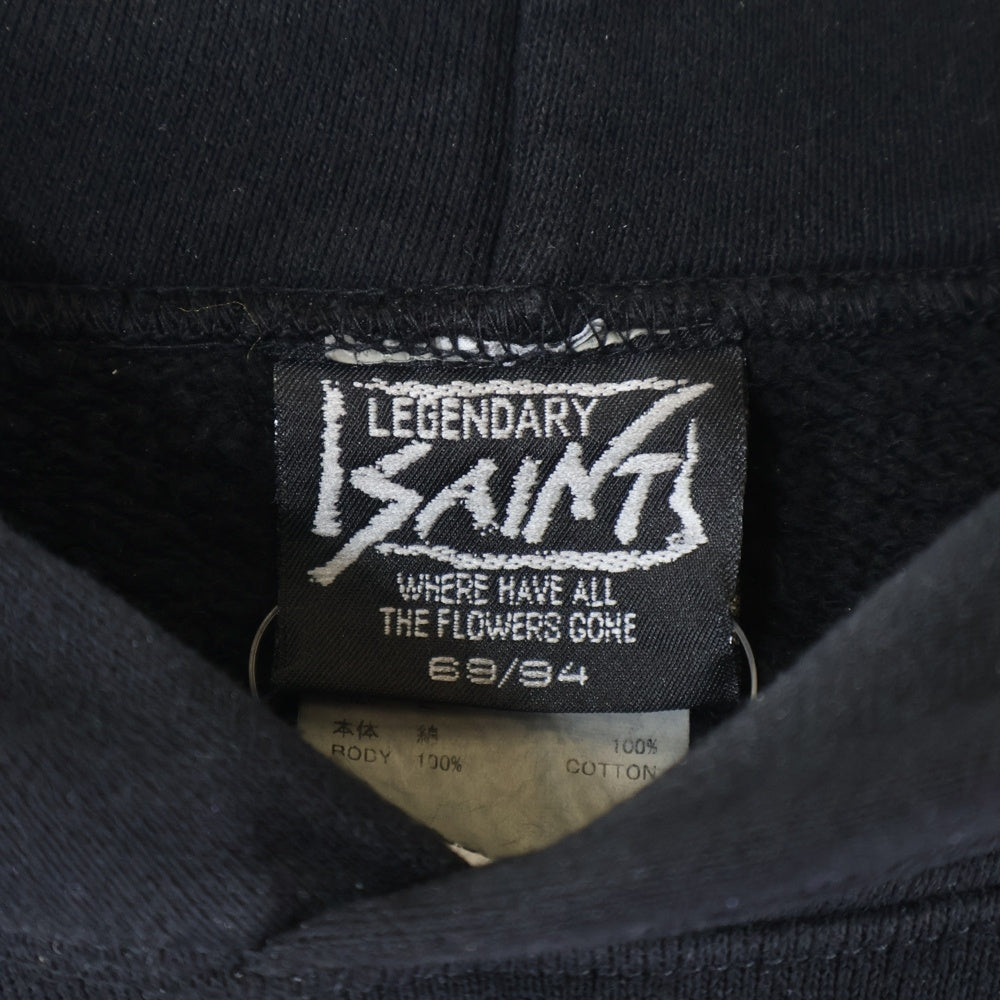 LEGENDARY
SAINTS
WHERE HAVE ALL
THE FLOWERS GONE
69/94
本体 綿 100%
BODY 100% COTTON